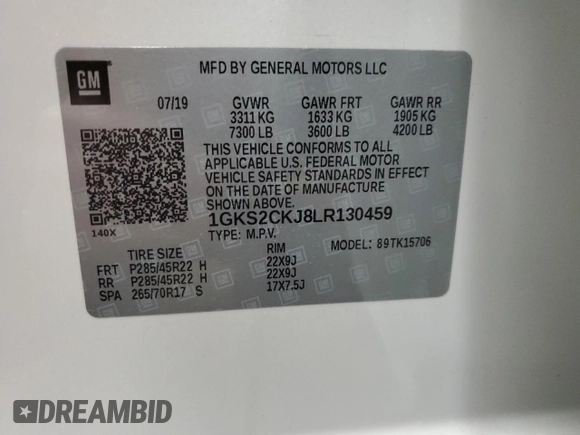 GM
MFD BY GENERAL MOTORS LLC
07/19 GVWR GAWR FRT GAWR RR
3311 KG 1633 KG 1905 KG
7300 LB 3600 LB 4200 LB
THIS VEHICLE CONFORMS TO ALL
APPLICABLE U.S. FEDERAL MOTOR
VEHICLE SAFETY STANDARDS IN EFFECT
ON THE DATE OF MANUFACTURE
SHOWN ABOVE.
140X
1GKS2CKJ8LR130459
TYPE: M.P.V. MODEL: 89TK15706
TIRE SIZE RIM
FRT P285/45R22 H 22X9J
RR P285/45R22 H 22X9J
SPA 265/70R17 S 17X7.5J
DREAMBID